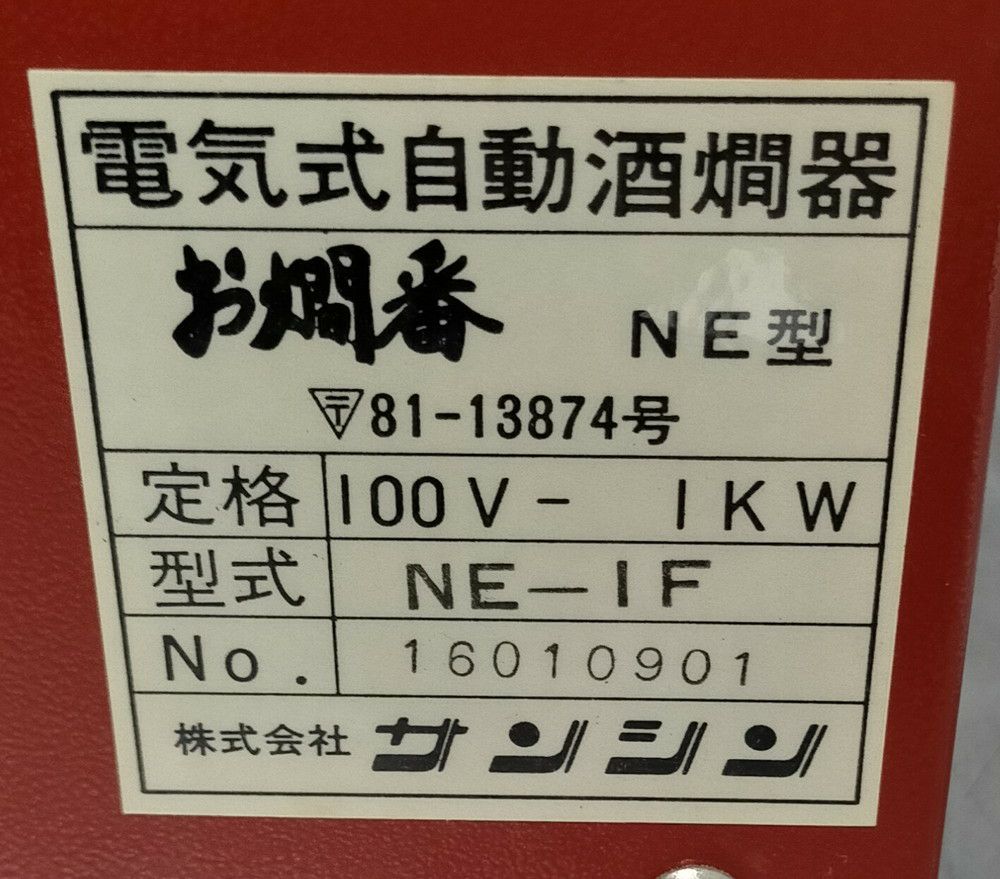 電気式自動酒燗器
お燗番 NE型
〒81-13874号
定格 100V- 1KW
型式 NE-1F
No. 16010901
株式会社 サンシン